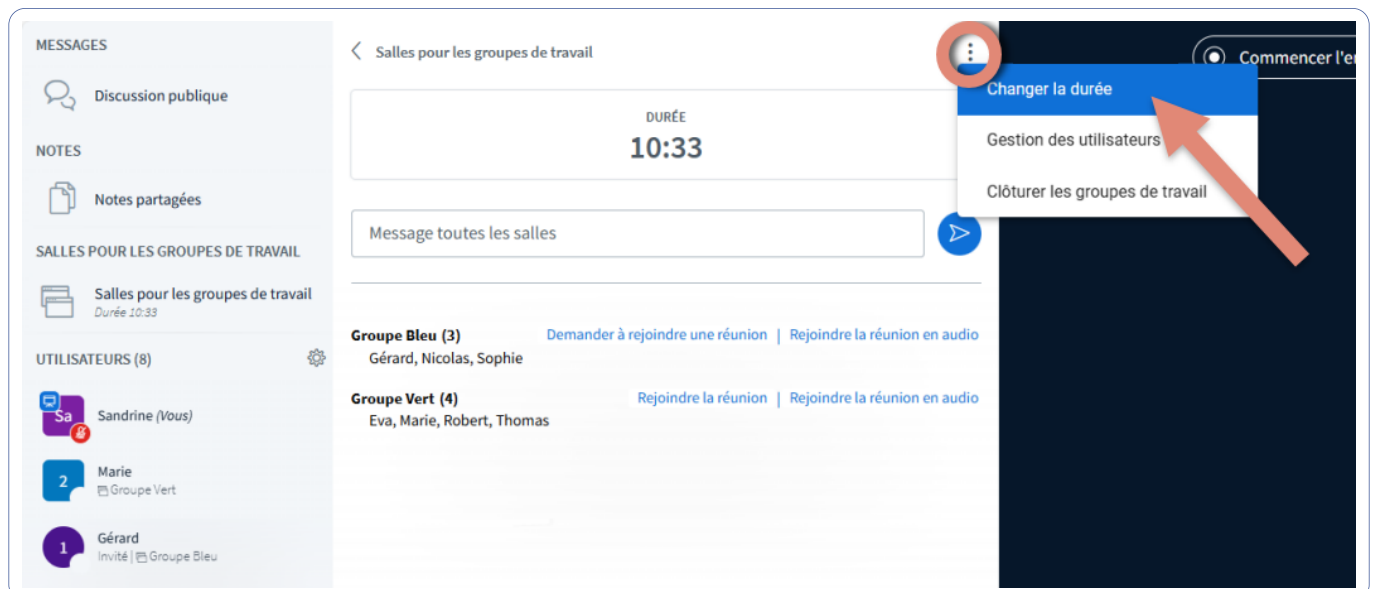 MESSAGES
Discussion publique
NOTES
Notes partagées
SALLES POUR LES GROUPES DE TRAVAIL
Salles pour les groupes de travail
Durée 10:33
UTILISATEURS (8)
Sa
Sandrine (Vous)
2
Marie
Groupe Vert
1
Gérard
Invité | Groupe Bleu
Salles pour les groupes de travail
DURÉE
10:33
Message toutes les salles
Groupe Bleu (3) Demander à rejoindre une réunion | Rejoindre la réunion en audio
Gérard, Nicolas, Sophie
Groupe Vert (4) Rejoindre la réunion | Rejoindre la réunion en audio
Eva, Marie, Robert, Thomas
Changer la durée
Gestion des utilisateurs
Clôturer les groupes de travail
Commencer l'e